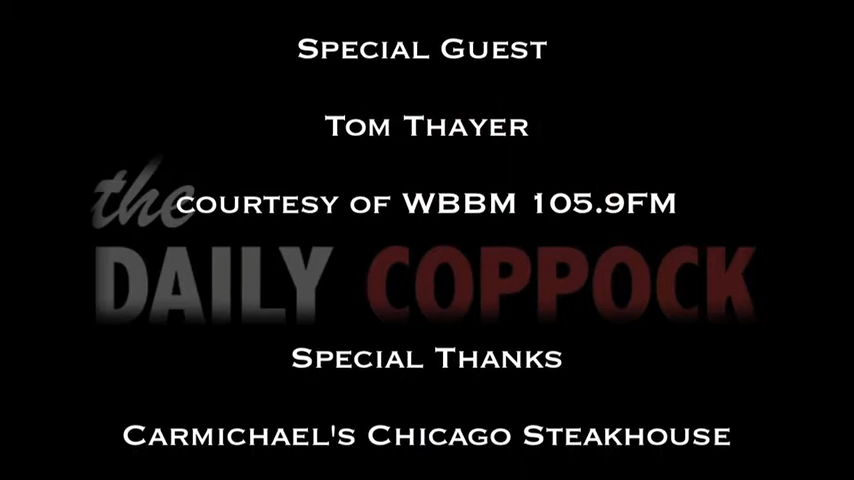 Special Guest
Tom Thayer
the
courtesy of WBBM 105.9FM
DAILY COPPOCK
Special Thanks
Carmichael's Chicago Steakhouse